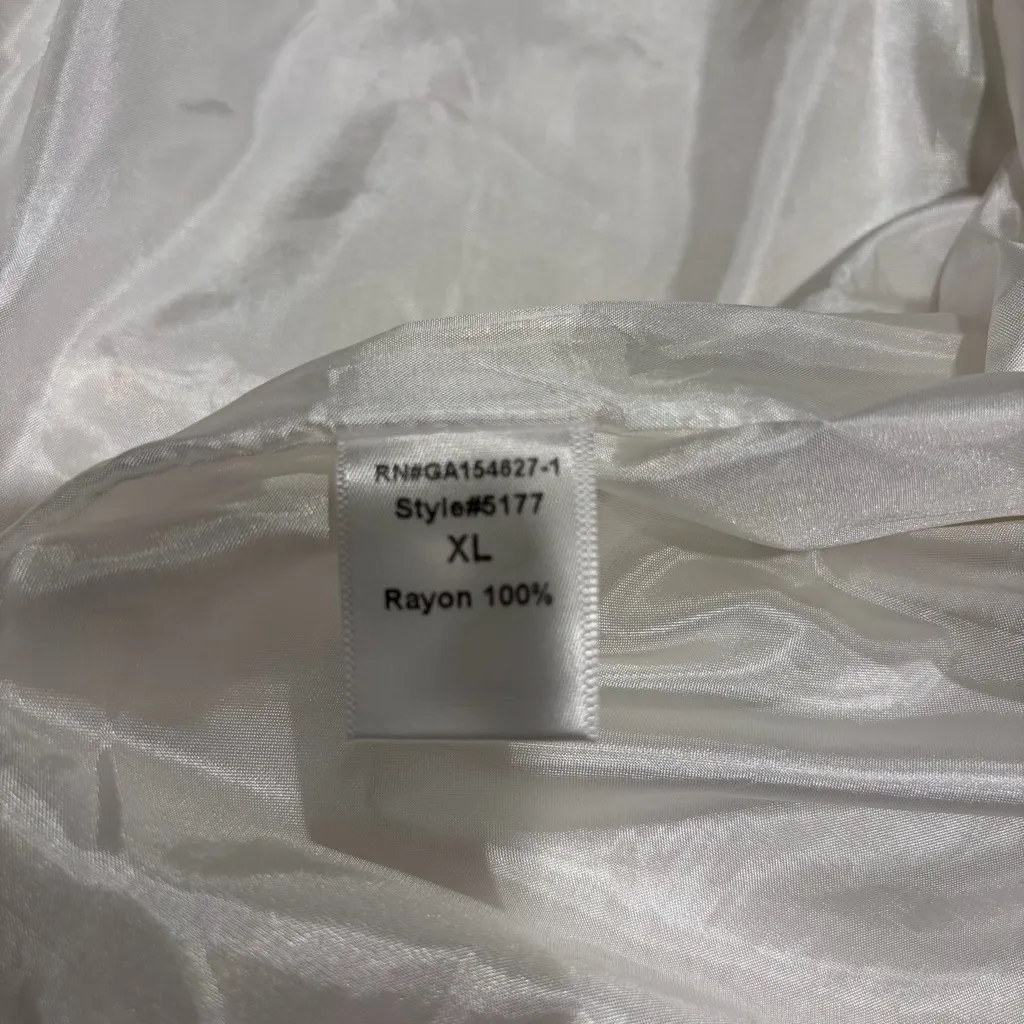 RN#GA154627-1
Style#5177
XL
Rayon 100%